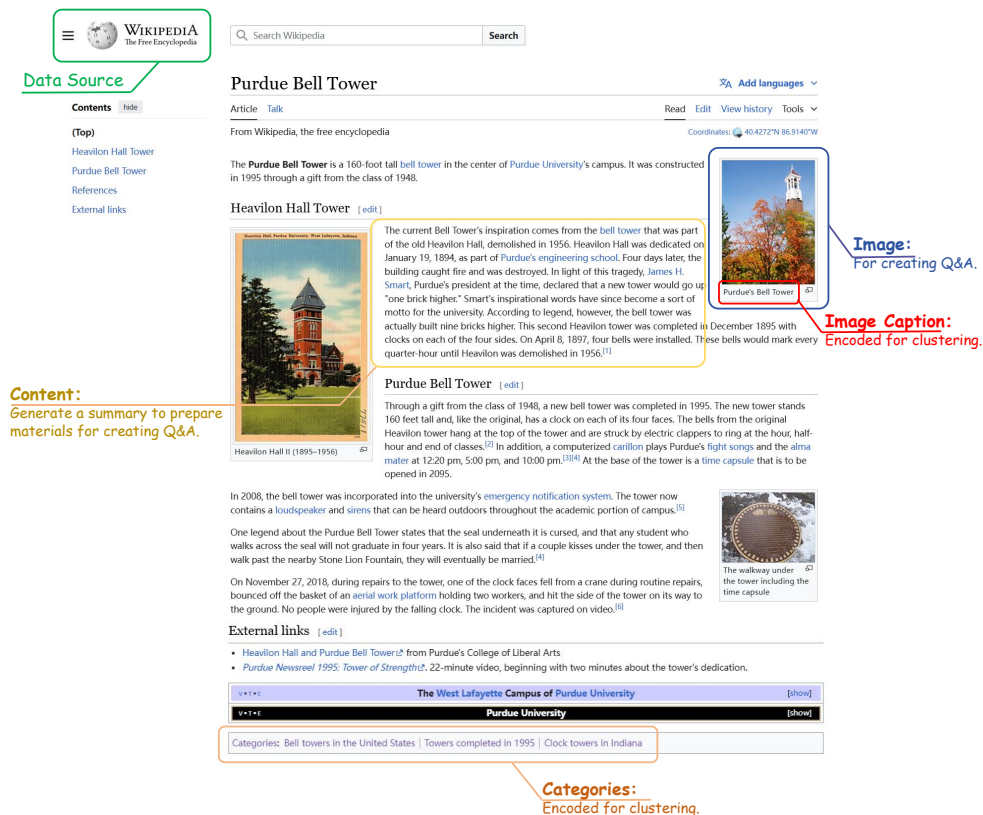 WIKIPEDIA
The Free Encyclopedia
Search Wikipedia
Search
Data Source
Contents hide
(Top)
Heavilon Hall Tower
Purdue Bell Tower
References
External links
Purdue Bell Tower
Add languages
Article Talk
Read Edit View history Tools
From Wikipedia, the free encyclopedia
Coordinates: 40.4272°N 86.9140°W
The Purdue Bell Tower is a 160-foot tall bell tower in the center of Purdue University's campus. It was constructed
in 1995 through a gift from the class of 1948.
Purdue's Bell Tower
Image:
For creating Q&A.
Image Caption:
Encoded for clustering.
Heavilon Hall Tower [ edit ]
Heavilon Hall, Purdue University, West Lafayette, Indiana
Heavilon Hall II (1895–1956)
The current Bell Tower's inspiration comes from the bell tower that was part
of the old Heavilon Hall, demolished in 1956. Heavilon Hall was dedicated on
January 19, 1894, as part of Purdue's engineering school. Four days later, the
building caught fire and was destroyed. In light of this tragedy, James H.
Smart, Purdue's president at the time, declared that a new tower would go up
"one brick higher." Smart's inspirational words have since become a sort of
motto for the university. According to legend, however, the bell tower was
actually built nine bricks higher. This second Heavilon tower was completed in December 1895 with
clocks on each of the four sides. On April 8, 1897, four bells were installed. These bells would mark every
quarter-hour until Heavilon was demolished in 1956.[1]
Content:
Generate a summary to prepare
materials for creating Q&A.
Purdue Bell Tower [ edit ]
Through a gift from the class of 1948, a new bell tower was completed in 1995. The new tower stands
160 feet tall and, like the original, has a clock on each of its four faces. The bells from the original
Heavilon tower hang at the top of the tower and are struck by electric clappers to ring at the hour, half-
hour and end of classes.[2] In addition, a computerized carillon plays Purdue's fight songs and the alma
mater at 12:20 pm, 5:00 pm, and 10:00 pm.[3][4] At the base of the tower is a time capsule that is to be
opened in 2095.
In 2008, the bell tower was incorporated into the university's emergency notification system. The tower now
contains a loudspeaker and sirens that can be heard outdoors throughout the academic portion of campus.[5]
One legend about the Purdue Bell Tower states that the seal underneath it is cursed, and that any student who
walks across the seal will not graduate in four years. It is also said that if a couple kisses under the tower, and then
walk past the nearby Stone Lion Fountain, they will eventually be married.[4]
On November 27, 2018, during repairs to the tower, one of the clock faces fell from a crane during routine repairs,
bounced off the basket of an aerial work platform holding two workers, and hit the side of the tower on its way to
the ground. No people were injured by the falling clock. The incident was captured on video.[6]
The walkway under
the tower including the
time capsule
External links [ edit ]
• Heavilon Hall and Purdue Bell Tower from Purdue's College of Liberal Arts
• Purdue Newsreel 1995: Tower of Strength. 22-minute video, beginning with two minutes about the tower's dedication.
V•T•E The West Lafayette Campus of Purdue University [show]
V•T•E Purdue University [show]
Categories: Bell towers in the United States | Towers completed in 1995 | Clock towers in Indiana
Categories:
Encoded for clustering.